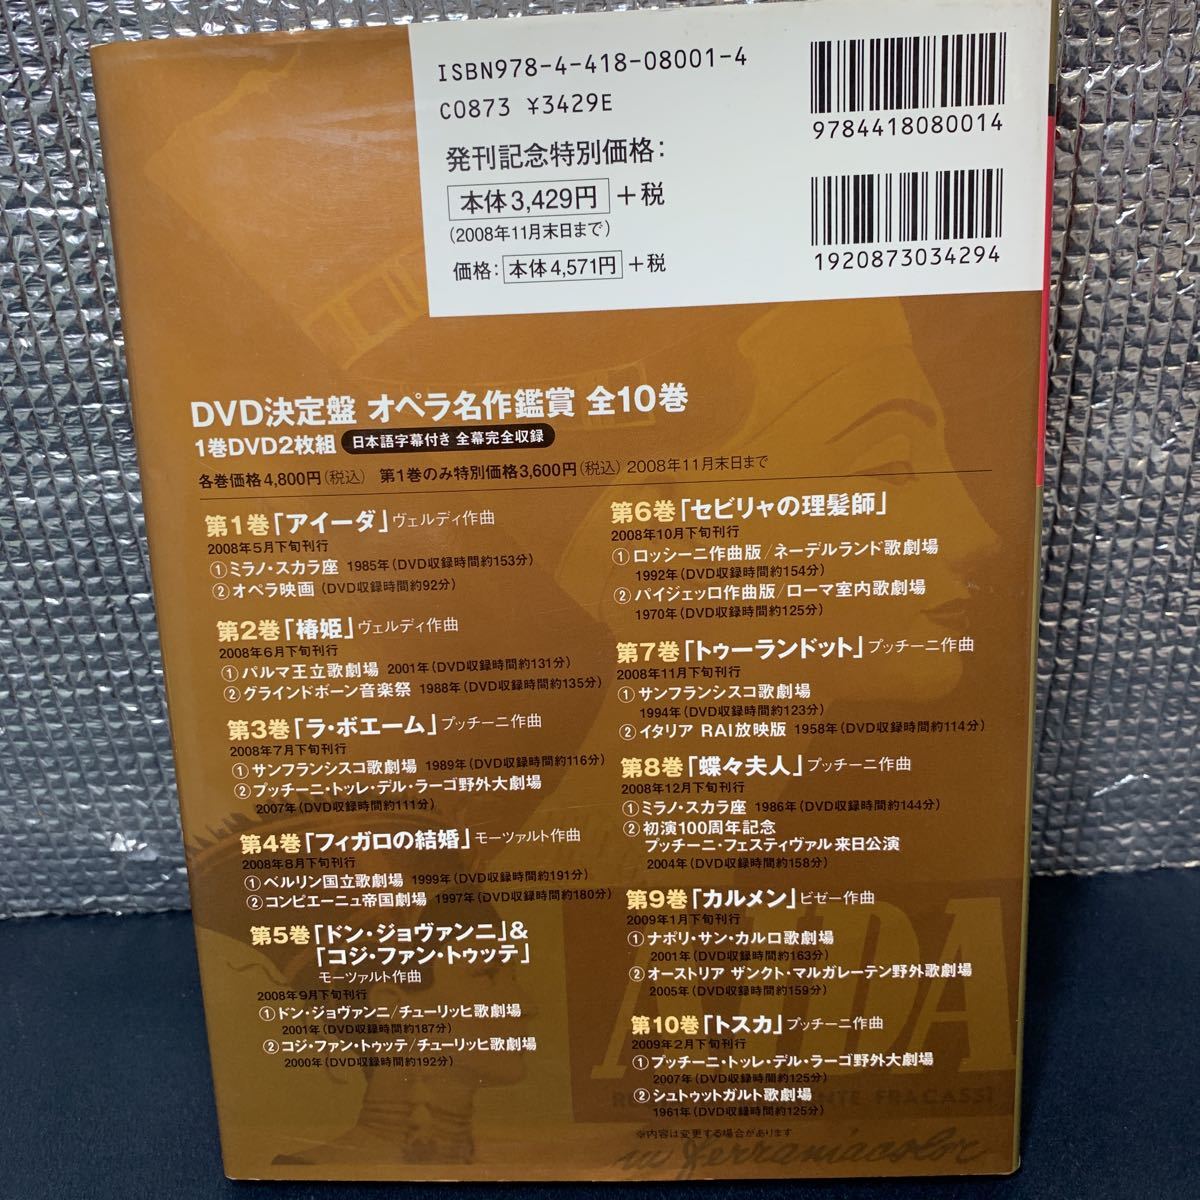 ISBN978-4-418-08001-4
C0873 ¥3429E
発刊記念特別価格：
本体3,429円 +税
(2008年11月末日まで)
価格：本体4,571円 +税
9784418080014
1920873034294
DVD決定盤 オペラ名作鑑賞 全10巻
1巻DVD2枚組 日本語字幕付き 全幕完全収録
各巻価格4,800円(税込) 第1巻のみ特別価格3,600円(税込) 2008年11月末日まで
第1巻「アイーダ」ヴェルディ作曲
2008年5月下旬刊行
①ミラノ・スカラ座 1985年(DVD収録時間約153分)
②オペラ映画 (DVD収録時間約92分)
第2巻「椿姫」ヴェルディ作曲
2008年6月下旬刊行
①パルマ王立歌劇場 2001年(DVD収録時間約131分)
②グラインドボーン音楽祭 1988年(DVD収録時間約135分)
第3巻「ラ・ボエーム」プッチーニ作曲
2008年7月下旬刊行
①サンフランシスコ歌劇場 1989年(DVD収録時間約116分)
②プッチーニ・トッレ・デル・ラーゴ野外大劇場
2007年(DVD収録時間約111分)
第4巻「フィガロの結婚」モーツァルト作曲
2008年8月下旬刊行
①ベルリン国立歌劇場 1999年(DVD収録時間約191分)
②コンピエーニュ帝国劇場 1997年(DVD収録時間約180分)
第5巻「ドン・ジョヴァンニ」&
「コジ・ファン・トゥッテ」
モーツァルト作曲
2008年9月下旬刊行
①ドン・ジョヴァンニ/チューリッヒ歌劇場
2001年(DVD収録時間約187分)
②コジ・ファン・トゥッテ/チューリッヒ歌劇場
2000年(DVD収録時間約192分)
第6巻「セビリャの理髪師」
2008年10月下旬刊行
①ロッシーニ作曲版/ネーデルランド歌劇場
1992年(DVD収録時間約154分)
②パイジェッロ作曲版/ローマ室内歌劇場
1970年(DVD収録時間約125分)
第7巻「トゥーランドット」プッチーニ作曲
2008年11月下旬刊行
①サンフランシスコ歌劇場
1994年(DVD収録時間約123分)
②イタリア RAI放映版 1958年(DVD収録時間約114分)
第8巻「蝶々夫人」プッチーニ作曲
2008年12月下旬刊行
①ミラノ・スカラ座 1986年(DVD収録時間約144分)
②初演100周年記念
プッチーニ・フェスティヴァル来日公演
2004年(DVD収録時間約158分)
第9巻「カルメン」ビゼー作曲
2009年1月下旬刊行
①ナポリ・サン・カルロ歌劇場
2001年(DVD収録時間約163分)
②オーストリア ザンクト・マルガレーテン野外歌劇場
2005年(DVD収録時間約159分)
第10巻「トスカ」プッチーニ作曲
2009年2月下旬刊行
①プッチーニ・トッレ・デル・ラーゴ野外大劇場
2007年(DVD収録時間約125分)
②シュトゥットガルト歌劇場
1961年(DVD収録時間約125分)
FRACASSI
※内容は変更する場合があります
in ferraniacolor